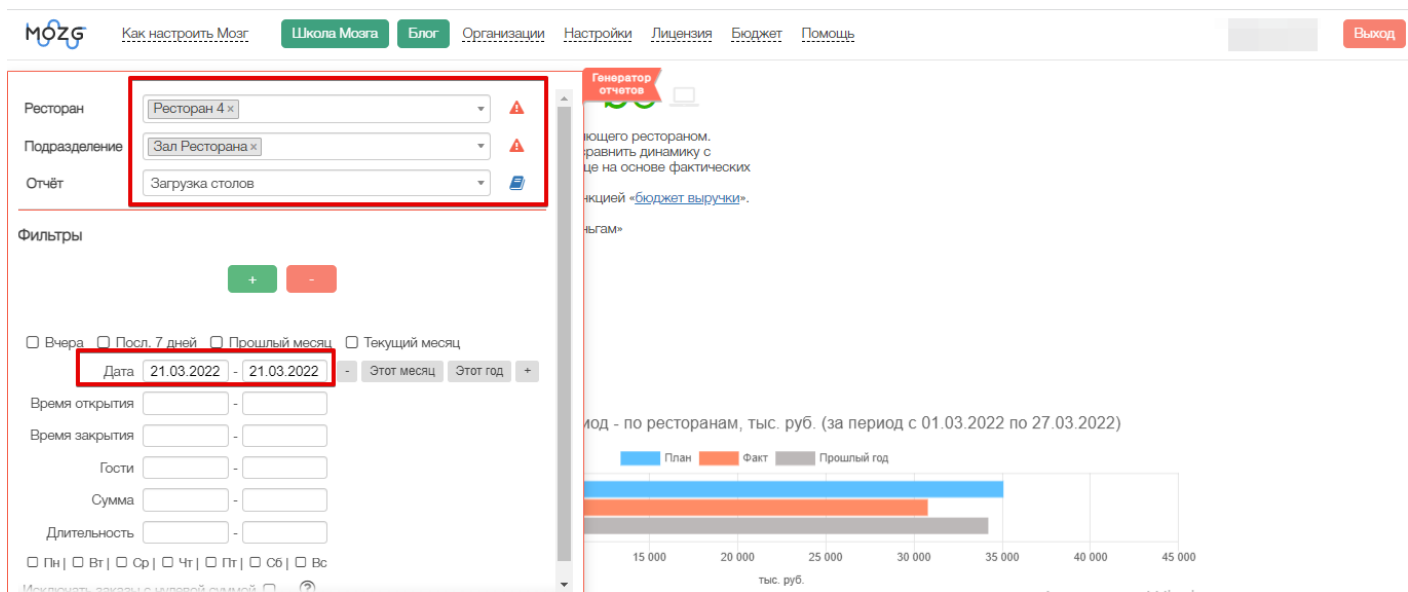 MOZG Как настроить Мозг Школа Мозга Блог Организации Настройки Лицензия Бюджет Помощь Выход
Генератор
отчетов
Ресторан Ресторан 4 ×
Подразделение Зал Ресторана ×
Отчёт Загрузка столов
ющего рестораном.
равнить динамику с
це на основе фактических
нкцией «бюджет выручки».
ньгам»
Фильтры
+ -
Вчера Посл. 7 дней Прошлый месяц Текущий месяц
Дата 21.03.2022 - 21.03.2022 - Этот месяц Этот год +
Время открытия -
Время закрытия -
Гости -
Сумма -
Длительность -
Пн | Вт | Ср | Чт | Пт | Сб | Вс
Исключать заказы с нулевой суммой ?
иод - по ресторанам, тыс. руб. (за период с 01.03.2022 по 27.03.2022)
План Факт Прошлый год
15 000 20 000 25 000 30 000 35 000 40 000 45 000
тыс. руб.